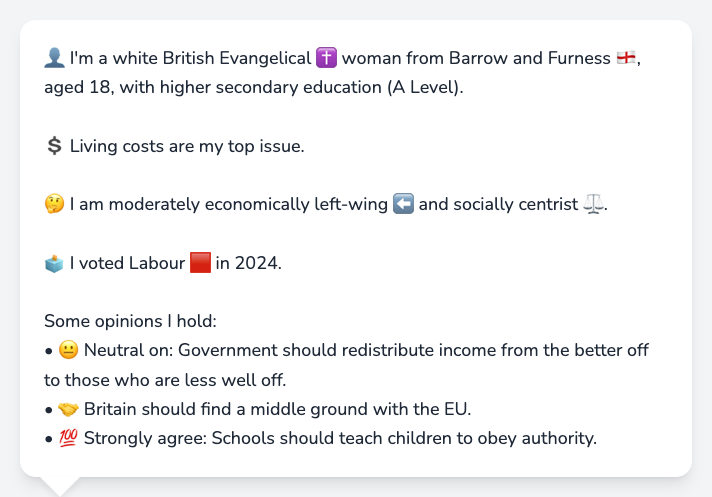 👤 I'm a white British Evangelical ✝️ woman from Barrow and Furness 🏴󠁧󠁢󠁥󠁮󠁧󠁿,
aged 18, with higher secondary education (A Level).
💲 Living costs are my top issue.
🤔 I am moderately economically left-wing ⬅️ and socially centrist ⚖️.
🗳️ I voted Labour 🟥 in 2024.
Some opinions I hold:
• 😐 Neutral on: Government should redistribute income from the better off
to those who are less well off.
• 🤝 Britain should find a middle ground with the EU.
• 💯 Strongly agree: Schools should teach children to obey authority.